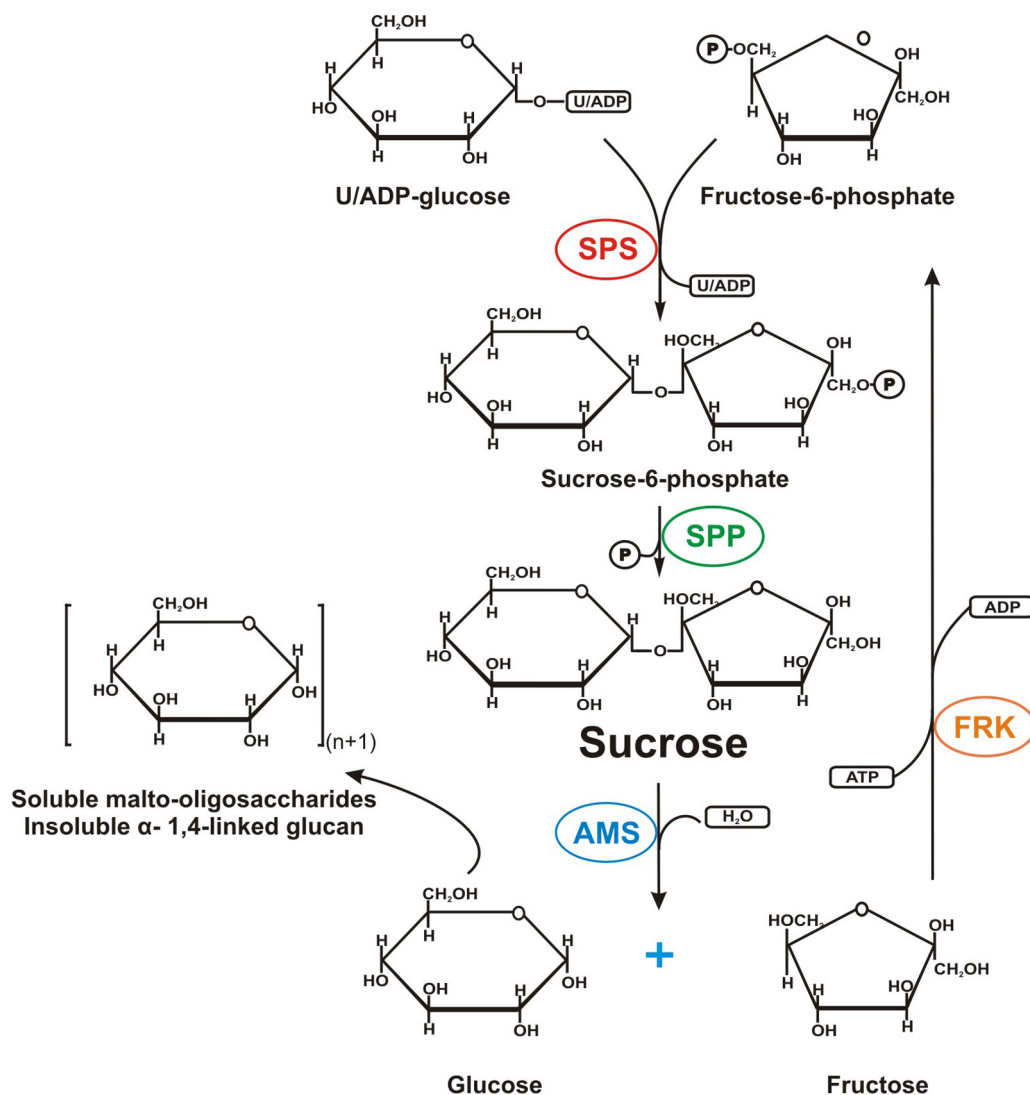 CH₂OH
O
H
H
H
HO
OH
H
H
OH
O
U/ADP
U/ADP-glucose
P
OCH₂
O
OH
CH₂OH
H
H
HO
OH
H
Fructose-6-phosphate
SPS
U/ADP
CH₂OH
O
H
H
HO
OH
H
H
OH
H
O
HOCH₂
O
OH
CH₂O
P
H
HO
OH
H
Sucrose-6-phosphate
SPP
P
CH₂OH
O
H
H
HO
OH
H
H
OH
H
O
HOCH₂
O
OH
CH₂OH
H
HO
OH
H
Sucrose
CH₂OH
O
H
H
H
HO
OH
OH
H
H
OH
(n+1)
Soluble malto-oligosaccharides
Insoluble α- 1,4-linked glucan
ADP
FRK
ATP
AMS
H₂O
CH₂OH
O
H
H
H
HO
OH
OH
H
H
OH
Glucose
+
HOCH₂
O
OH
CH₂OH
H
H
HO
OH
H
Fructose